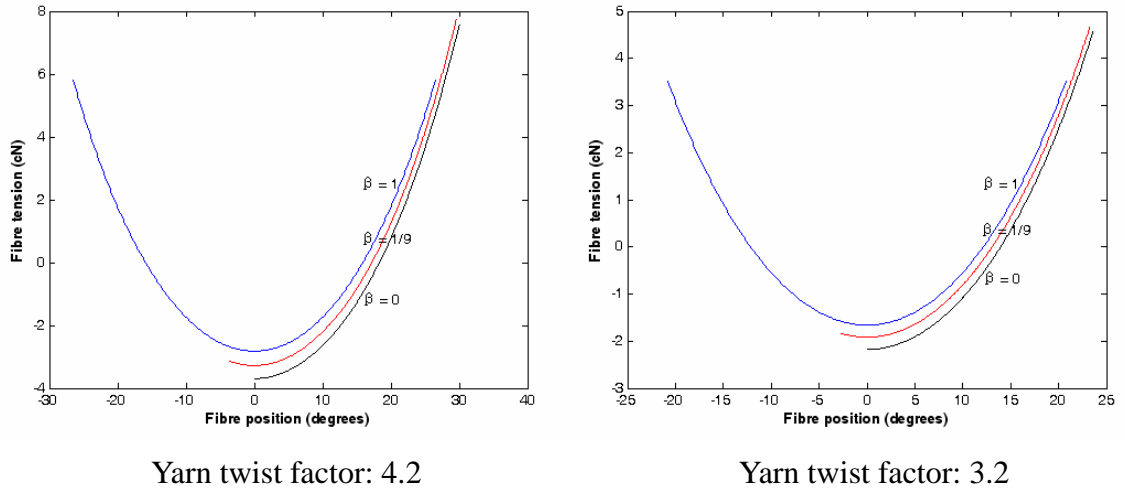 8
6
4
2
0
-2
-4
-30
-20
-10
0
10
20
30
40
Fibre tension (cN)
Fibre position (degrees)
β = 1
β = 1/9
β = 0
Yarn twist factor: 4.2
5
4
3
2
1
0
-1
-2
-3
-25
-20
-15
-10
-5
0
5
10
15
20
25
Fibre tension (cN)
Fibre position (degrees)
β = 1
β = 1/9
β = 0
Yarn twist factor: 3.2